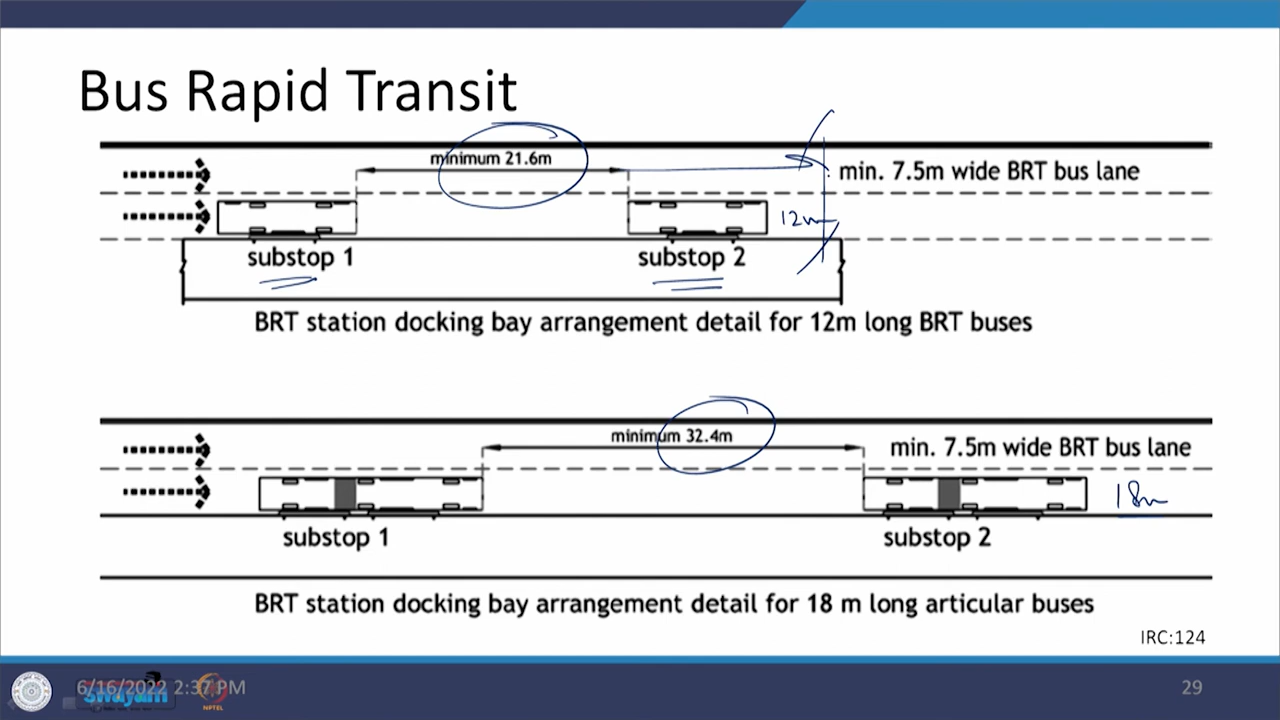 Bus Rapid Transit
minimum 21.6m
min. 7.5m wide BRT bus lane
12m
substop 1
substop 2
BRT station docking bay arrangement detail for 12m long BRT buses
minimum 32.4m
min. 7.5m wide BRT bus lane
18m
substop 1
substop 2
BRT station docking bay arrangement detail for 18 m long articular buses
IRC:124
6/16/2022 2:37 PM
swayam
NPTEL
29